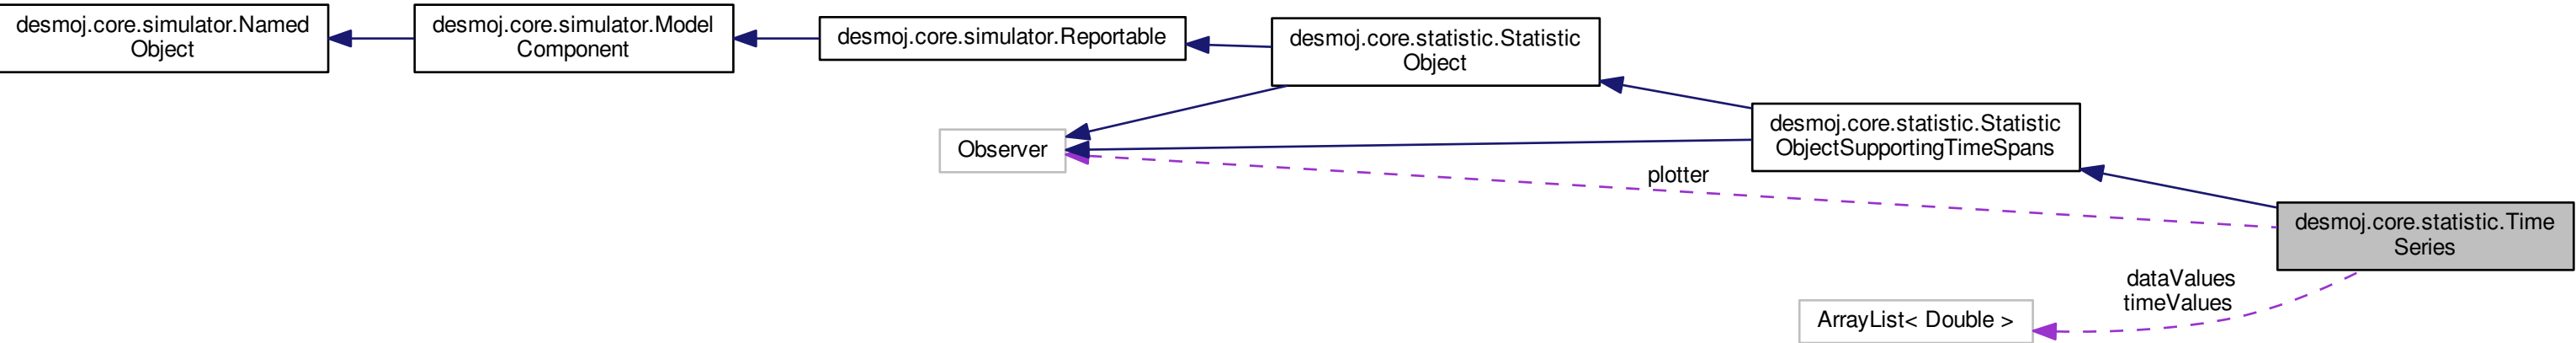 desmoj.core.simulator.Named
Object
desmoj.core.simulator.Model
Component
desmoj.core.simulator.Reportable
desmoj.core.statistic.Statistic
Object
Observer
desmoj.core.statistic.Statistic
ObjectSupportingTimeSpans
plotter
desmoj.core.statistic.Time
Series
dataValues
timeValues
ArrayList< Double >